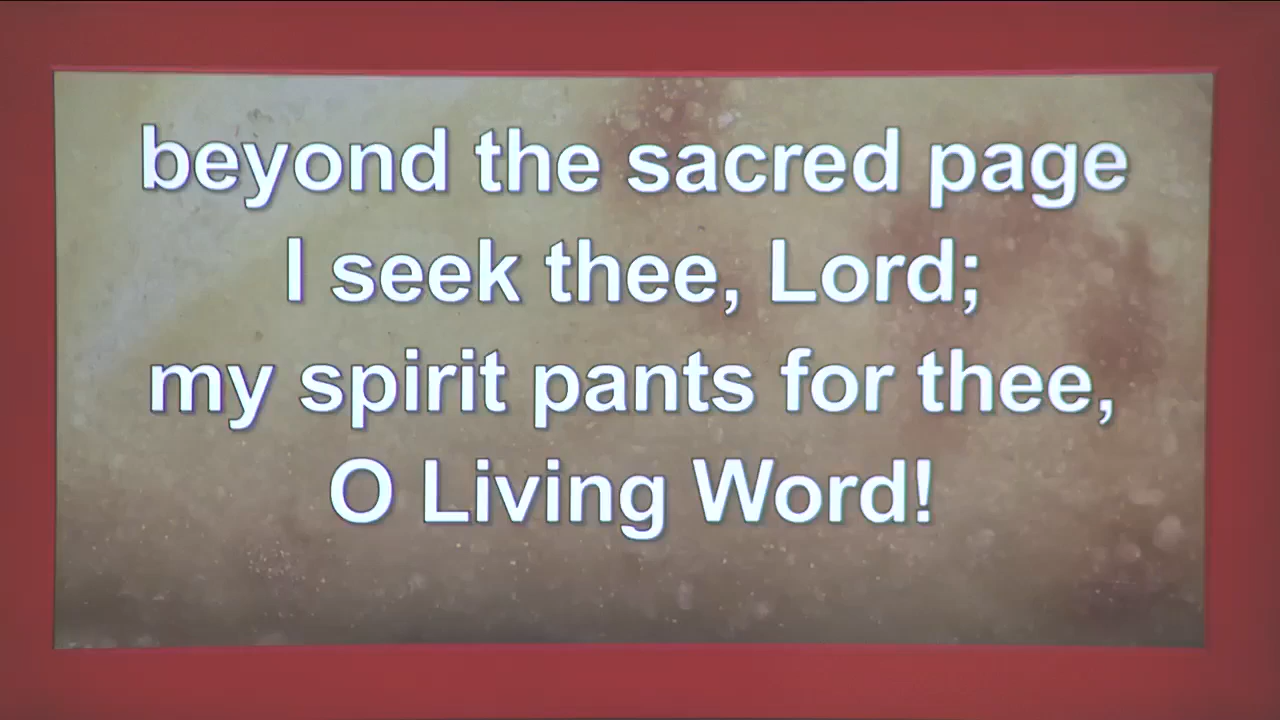 beyond the sacred page
I seek thee, Lord;
my spirit pants for thee,
O Living Word!